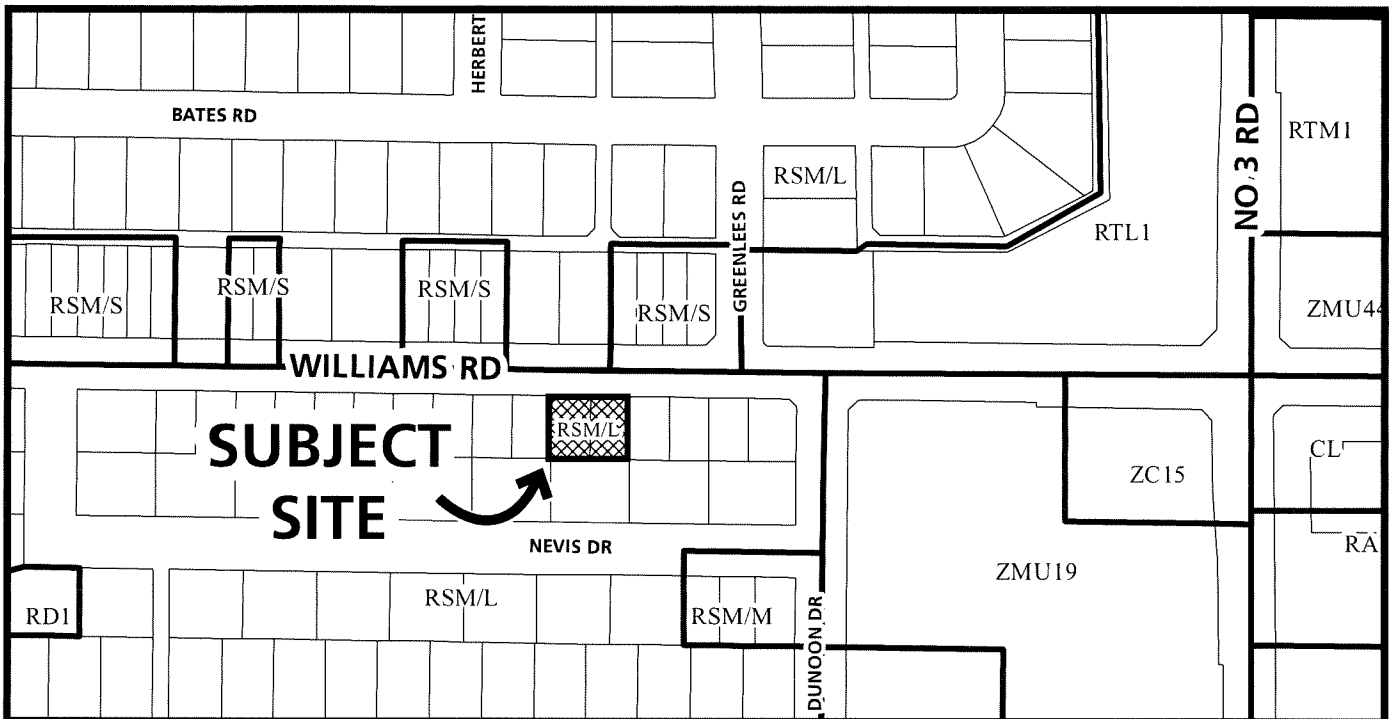 HERBERT
BATES RD
NO 3 RD
RTM1
RSM/L
GREENLEES RD
RTL1
RSM/S
RSM/S
RSM/S
RSM/S
ZMU44
WILLIAMS RD
SUBJECT
SITE
RSM/L
CL
ZC15
NEVIS DR
RA
ZMU19
RSM/L
RD1
RSM/M
DUNOON DR